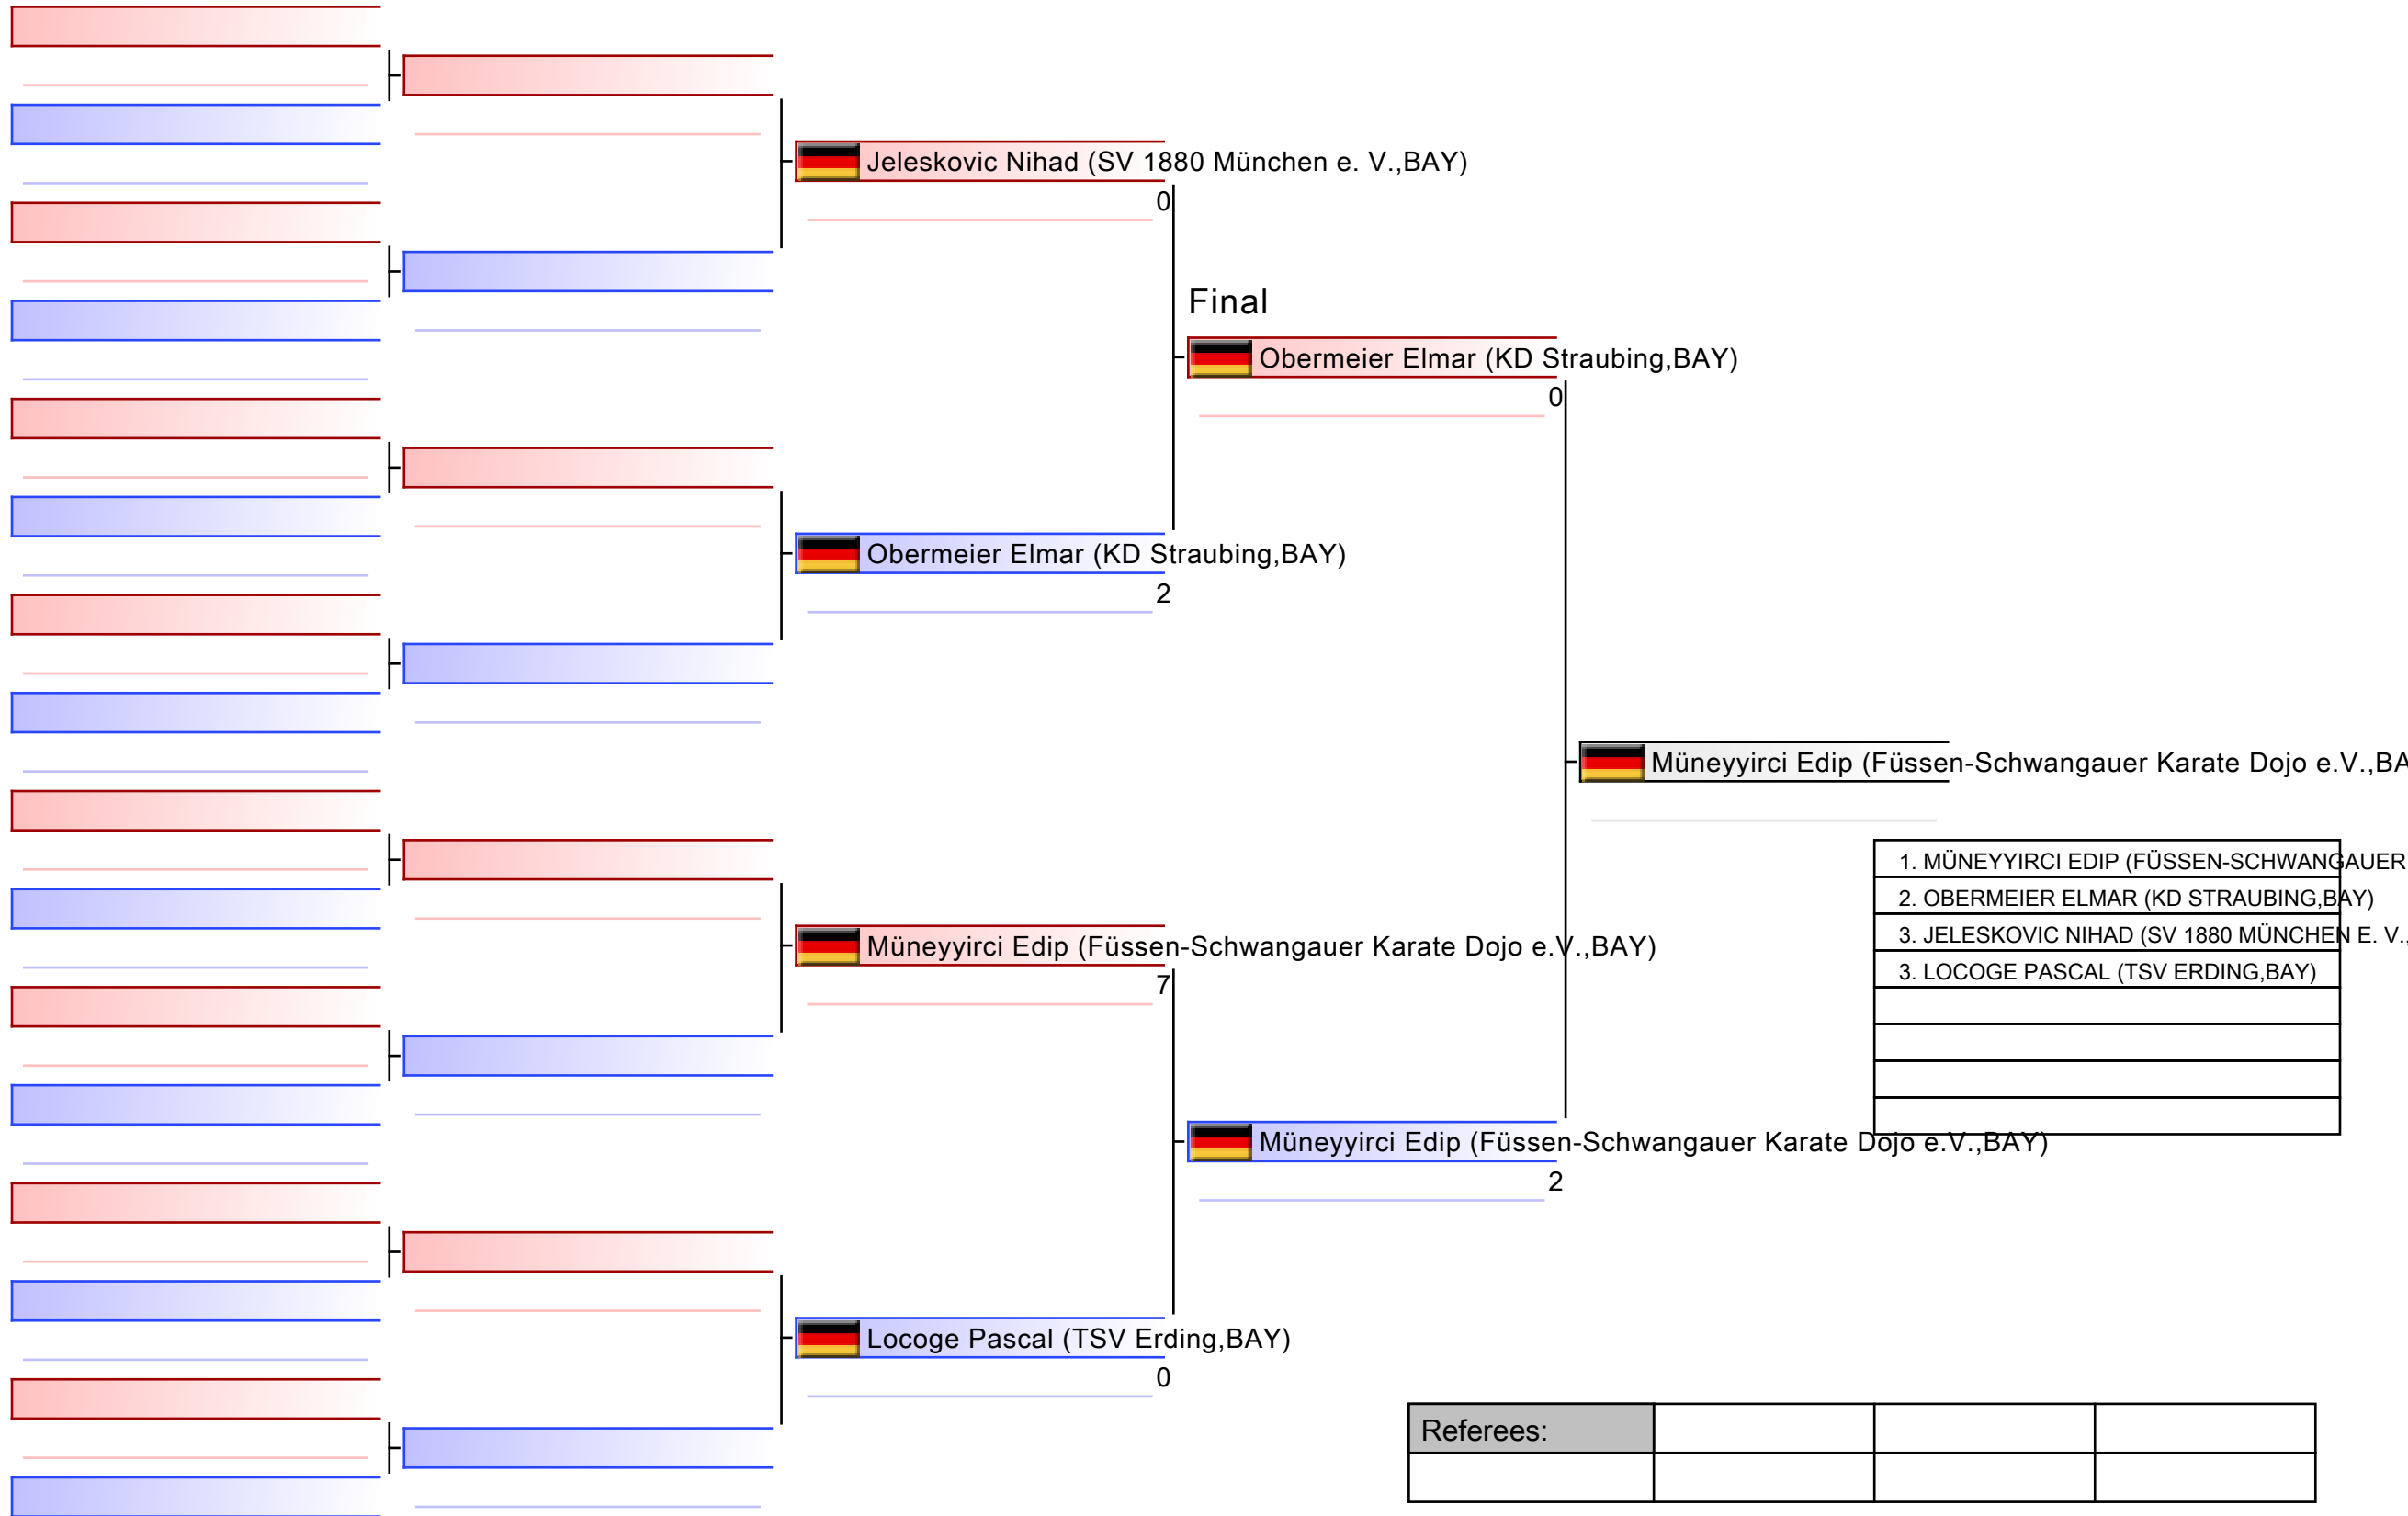 Jeleskovic Nihad (SV 1880 München e. V.,BAY)
0
Final
Obermeier Elmar (KD Straubing,BAY)
0
Obermeier Elmar (KD Straubing,BAY)
2
Müneyyirci Edip (Füssen-Schwangauer Karate Dojo e.V.,BA
1. MÜNEYYIRCI EDIP (FÜSSEN-SCHWANGAUER
2. OBERMEIER ELMAR (KD STRAUBING,BAY)
3. JELESKOVIC NIHAD (SV 1880 MÜNCHEN E. V.,
3. LOCOGE PASCAL (TSV ERDING,BAY)
Müneyyirci Edip (Füssen-Schwangauer Karate Dojo e.V.,BAY)
7
Müneyyirci Edip (Füssen-Schwangauer Karate Dojo e.V.,BAY)
2
Locoge Pascal (TSV Erding,BAY)
0
Referees: